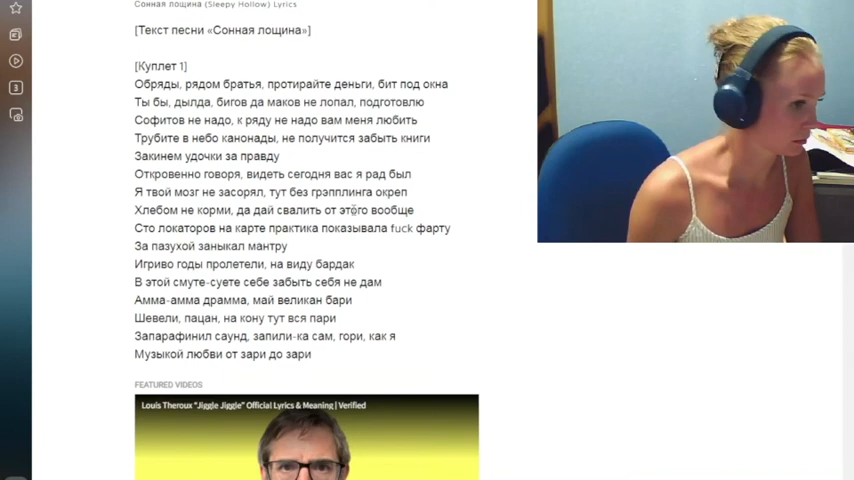 Сонная лощина (Sleepy Hollow) Lyrics
[Текст песни «Сонная лощина»]
[Куплет 1]
Обряды, рядом братья, протирайте деньги, бит под окна
Ты бы, дылда, бигов да маков не лопал, подготовлю
Софитов не надо, к ряду не надо вам меня любить
Трубите в небо канонады, не получится забыть книги
Закинем удочки за правду
Откровенно говоря, видеть сегодня вас я рад был
Я твой мозг не засорял, тут без грэпплинга окреп
Хлебом не корми, да дай свалить от этого вообще
Сто локаторов на карте практика показывала fuck фарту
За пазухой заныкал мантру
Игриво годы пролетели, на виду бардак
В этой смуте-суете себе забыть себя не дам
Амма-амма драмма, май великан бари
Шевели, пацан, на кону тут вся пари
Запарафинил саунд, запили-ка сам, гори, как я
Музыкой любви от зари до зари
FEATURED VIDEOS
Louis Theroux "Jiggle Jiggle" Official Lyrics & Meaning | Verified
3